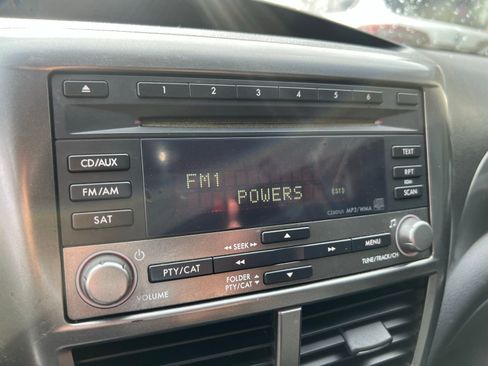 1 2 3 4 5 6
CD/AUX
FM/AM
SAT
FM1
POWERS
MP3/WMA
TEXT
RPT
SCAN
SEEK
PTY/CAT
MENU
VOLUME
FOLDER
PTY/CAT
TUNE/TRACK/CH